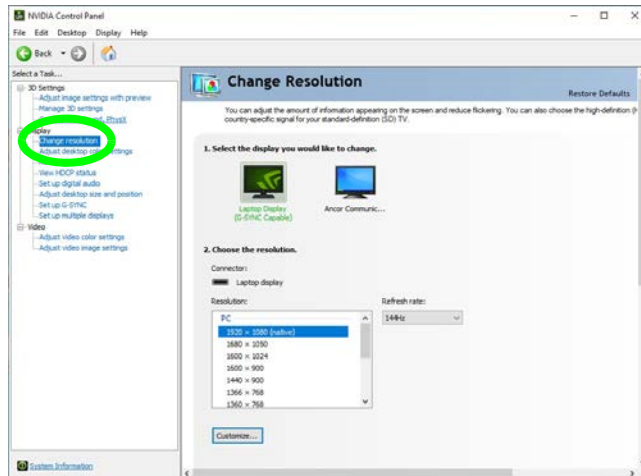 NVIDIA Control Panel
File Edit Desktop Display Help
Back
Select a Task...
3D Settings
Adjust image settings with preview
Manage 3D settings
PhysX
Display
Change resolution
Adjust desktop color settings
View HDCP status
Set up digital audio
Adjust desktop size and position
Set up G-SYNC
Set up multiple displays
Video
Adjust video color settings
Adjust video image settings
System Information
Change Resolution
Restore Defaults
You can adjust the amount of information appearing on the screen and reduce flickering. You can also choose the high-definition (H
country-specific signal for your standard-definition (SD) TV.
1. Select the display you would like to change.
Laptop Display
(G-SYNC Capable)
Ancor Communic...
2. Choose the resolution.
Connector:
Laptop display
Resolution:
Refresh rate:
PC
144Hz
1920 × 1080 (native)
1680 × 1050
1600 × 1024
1600 × 900
1440 × 900
1366 × 768
1360 × 768
Customize...